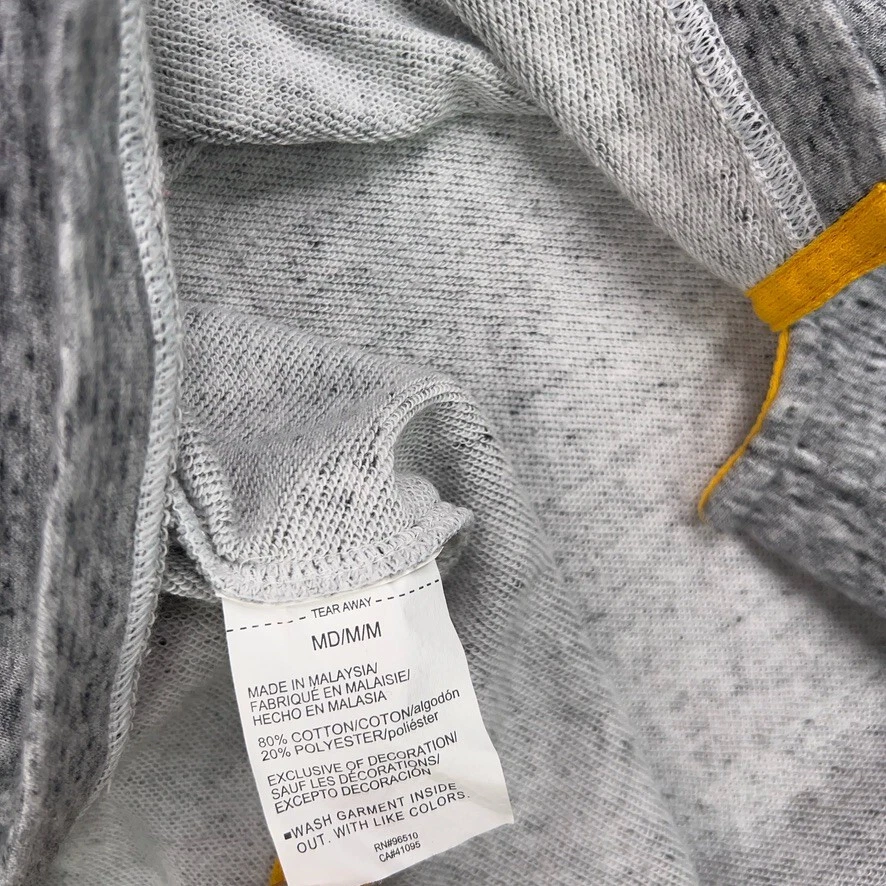 TEAR AWAY
MD/M/M
MADE IN MALAYSIA/
FABRIQUÉ EN MALAISIE/
HECHO EN MALASIA
80% COTTON/COTON/algodón
20% POLYESTER/poliéster
EXCLUSIVE OF DECORATION/
SAUF LES DÉCORATIONS/
EXCEPTO DECORACIÓN
■WASH GARMENT INSIDE
OUT. WITH LIKE COLORS.
RN#96510
CA#41095